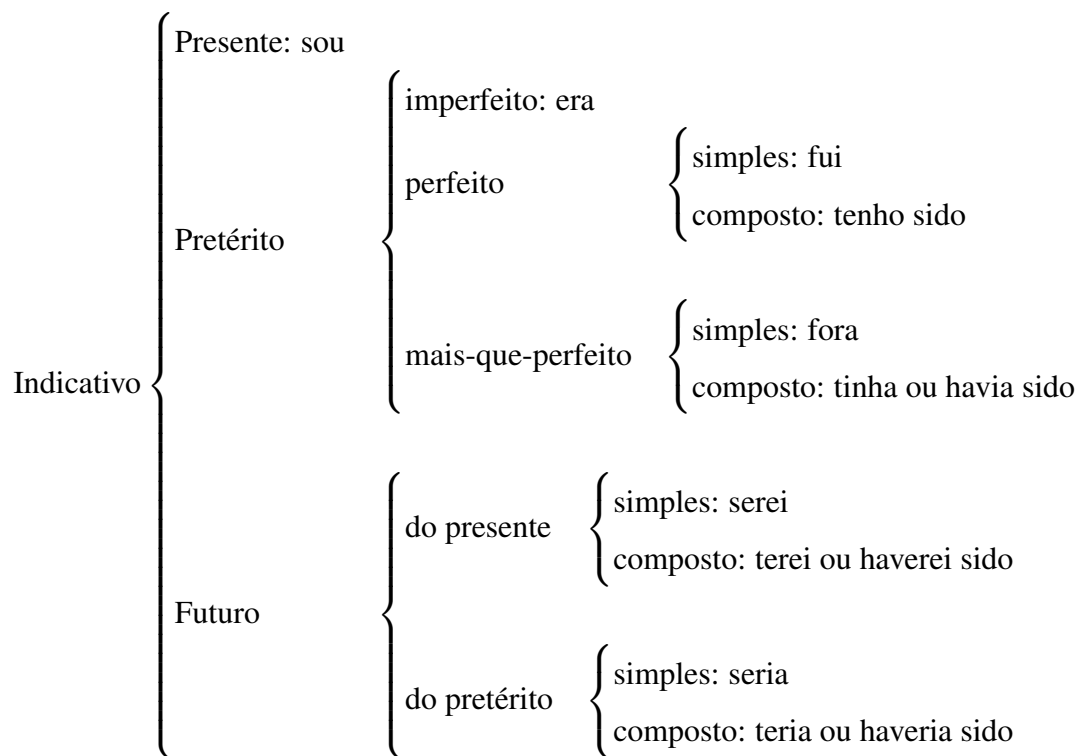 Indicativo
Presente: sou
Pretérito
imperfeito: era
perfeito
simples: fui
composto: tenho sido
mais-que-perfeito
simples: fora
composto: tinha ou havia sido
Futuro
do presente
simples: serei
composto: terei ou haverei sido
do pretérito
simples: seria
composto: teria ou haveria sido